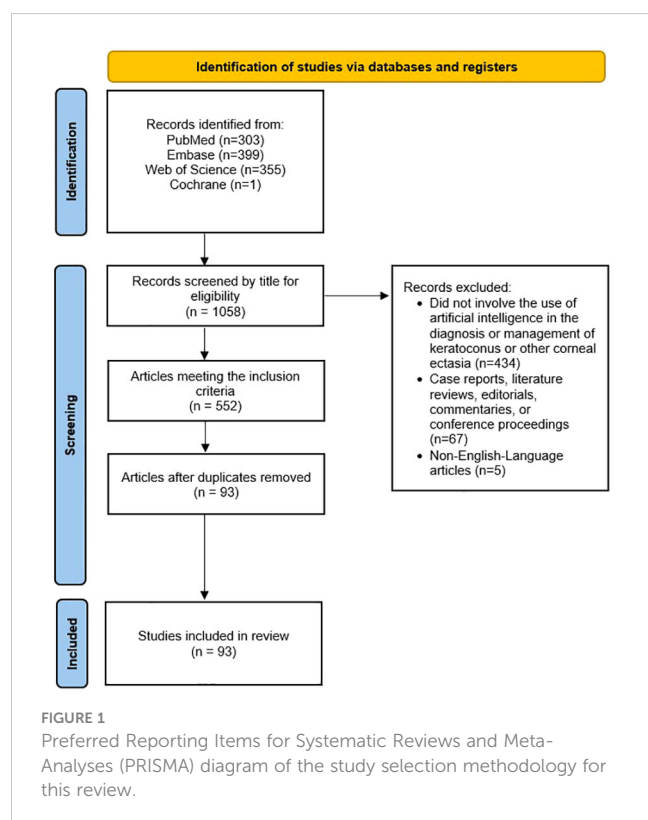 Identification of studies via databases and registers
Identification
Records identified from:
PubMed (n=303)
Embase (n=399)
Web of Science (n=355)
Cochrane (n=1)
Screening
Records screened by title for
eligibility
(n = 1058)
Records excluded:
• Did not involve the use of
artificial intelligence in the
diagnosis or management of
keratoconus or other corneal
ectasia
(n=434)
• Case reports, literature
reviews, editorials,
commentaries, or
conference proceedings
(n=67)
• Non-English-Language
articles (n=5)
Articles meeting the inclusion
criteria
(n = 552)
Articles after duplicates removed
(n = 93)
Included
Studies included in review
(n = 93)
FIGURE 1
Preferred Reporting Items for Systematic Reviews and Meta-
Analyses (PRISMA) diagram of the study selection methodology for
this review.